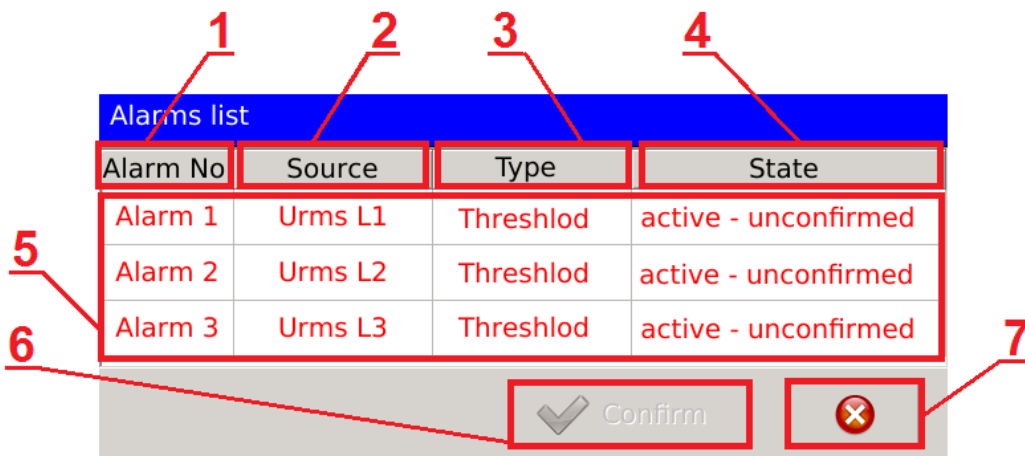 1 2 3 4
Alarms list
Alarm No Source Type State
Alarm 1 Urms L1 Threshlod active - unconfirmed
5
Alarm 2 Urms L2 Threshlod active - unconfirmed
Alarm 3 Urms L3 Threshlod active - unconfirmed
6 7
Confirm